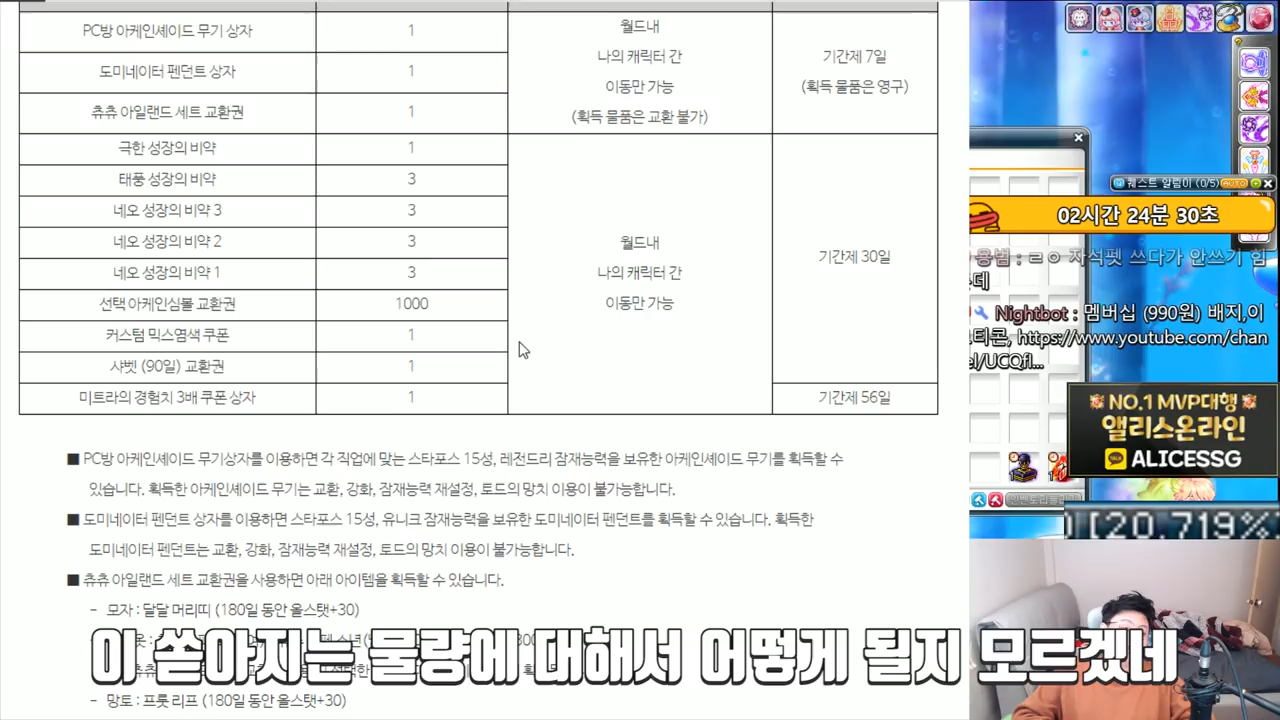 PC방 아케인셰이드 무기 상자
1
도미네이터 펜던트 상자
1
츄츄 아일랜드 세트 교환권
1
월드내
나의 캐릭터 간
이동만 가능
(획득 물품은 교환 불가)
기간제 7일
(획득 물품은 영구)
극한 성장의 비약
1
태풍 성장의 비약
3
네오 성장의 비약 3
3
네오 성장의 비약 2
3
네오 성장의 비약 1
3
선택 아케인심볼 교환권
1000
커스텀 믹스염색 쿠폰
1
샤벳 (90일) 교환권
1
미트라의 경험치 3배 쿠폰 상자
1
월드내
나의 캐릭터 간
이동만 가능
기간제 30일
기간제 56일
■ PC방 아케인셰이드 무기상자를 이용하면 각 직업에 맞는 스타포스 15성, 레전드리 잠재능력을 보유한 아케인셰이드 무기를 획득할 수
있습니다. 획득한 아케인셰이드 무기는 교환, 강화, 잠재능력 재설정, 로드의 망치 이용이 불가능합니다.
■ 도미네이터 펜던트 상자를 이용하면 스타포스 15성, 유니크 잠재능력을 보유한 도미네이터 펜던트를 획득할 수 있습니다. 획득한
도미네이터 펜던트는 교환, 강화, 잠재능력 재설정, 로드의 망치 이용이 불가능합니다.
■ 츄츄 아일랜드 세트 교환권을 사용하면 아래 아이템을 획득할 수 있습니다.
- 모자 : 달달 머리띠 (180일 동안 올스탯+30)
- 망토 : 프룻 리프 (180일 동안 올스탯+30)
이 쏟아지는 물량에 대해서 어떻게 될지 모르겠네
퀘스트 알림이 (0/5) AUTO
02시간 24분 30초
용범 : ㄹㅇ 자석펫 쓰다가 안쓰기 힘
데
Nightbot : 멤버십 (990원) 배지,이
티콘, https://www.youtube.com/chan
el/UCQfl...
NO.1 MVP대행
앨리스온라인
TALK ALICESSG
[20.719%